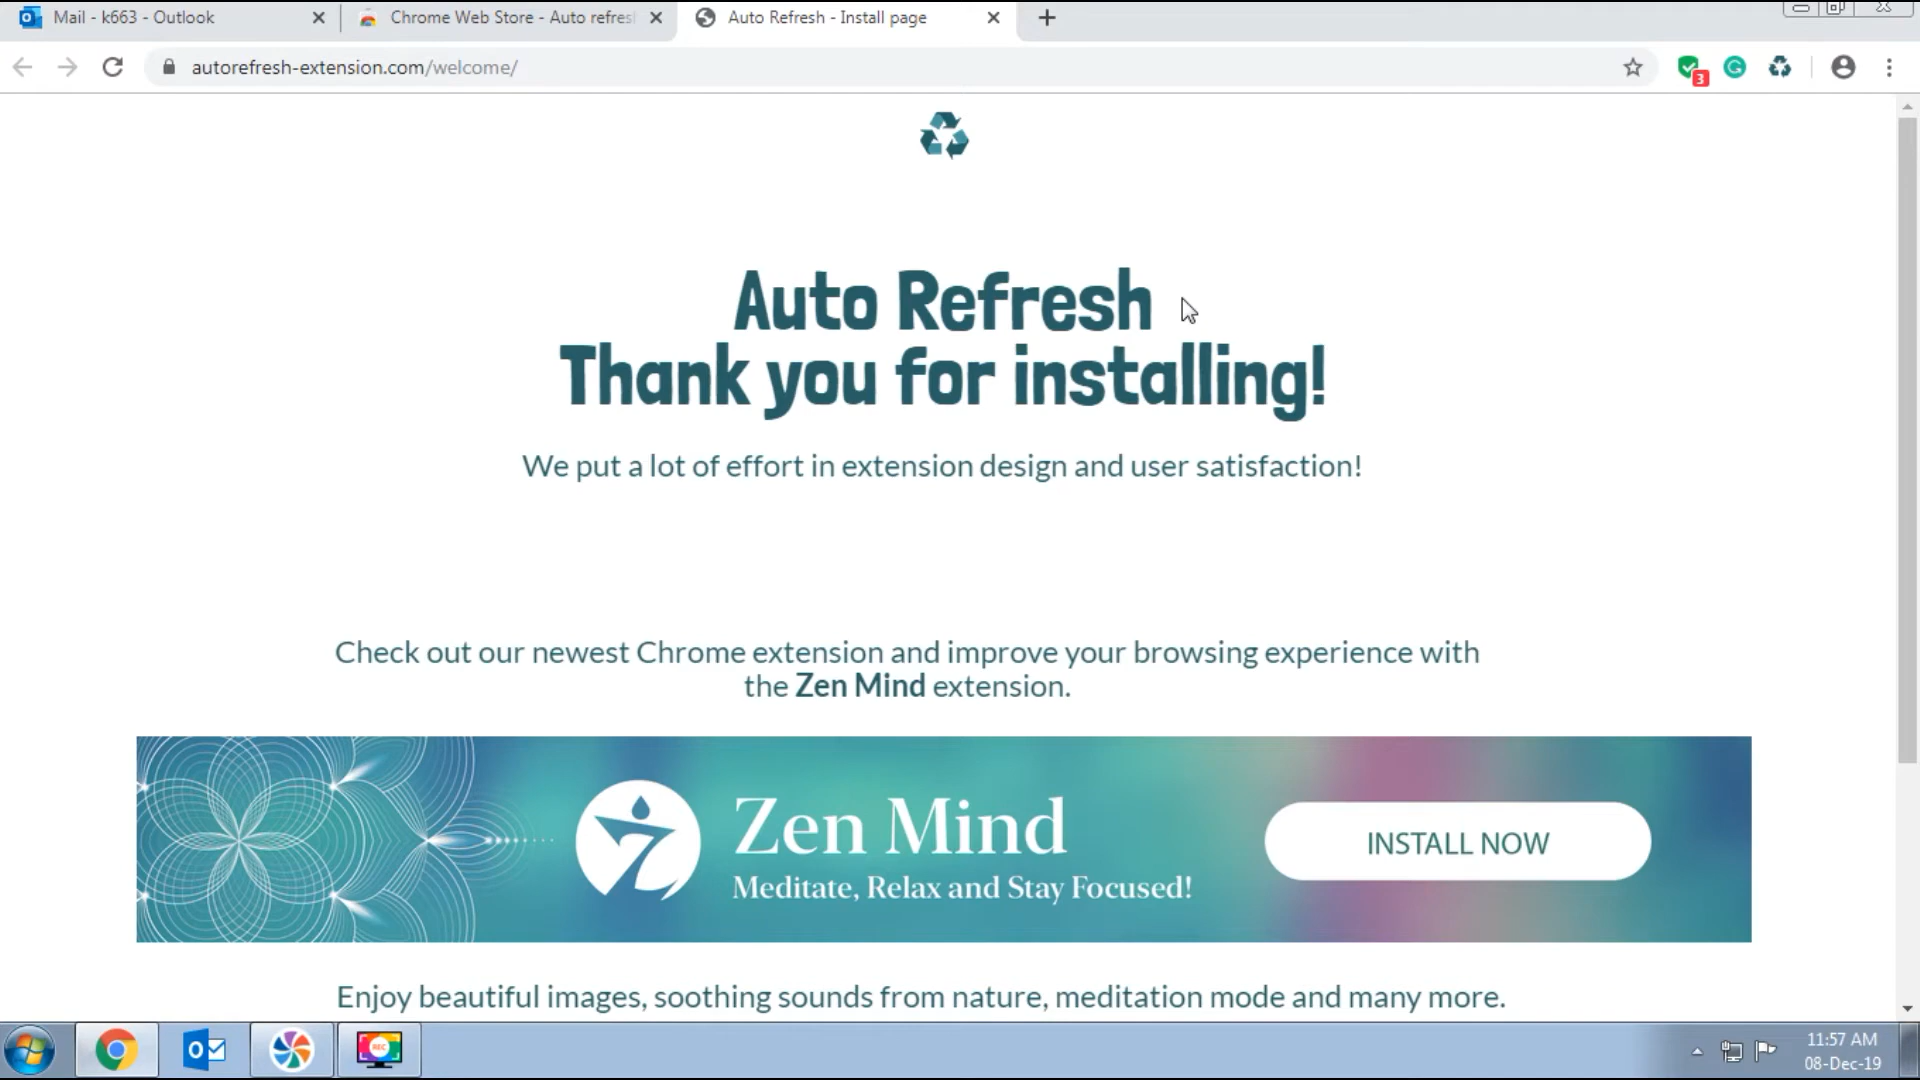 Mail - k663 - Outlook
Chrome Web Store - Auto refres
Auto Refresh - Install page
autorefresh-extension.com/welcome/
3
Auto Refresh
Thank you for installing!
We put a lot of effort in extension design and user satisfaction!
Check out our newest Chrome extension and improve your browsing experience with
the Zen Mind extension.
Zen Mind
Meditate, Relax and Stay Focused!
INSTALL NOW
Enjoy beautiful images, soothing sounds from nature, meditation mode and many more.
REC
11:57 AM
08-Dec-19